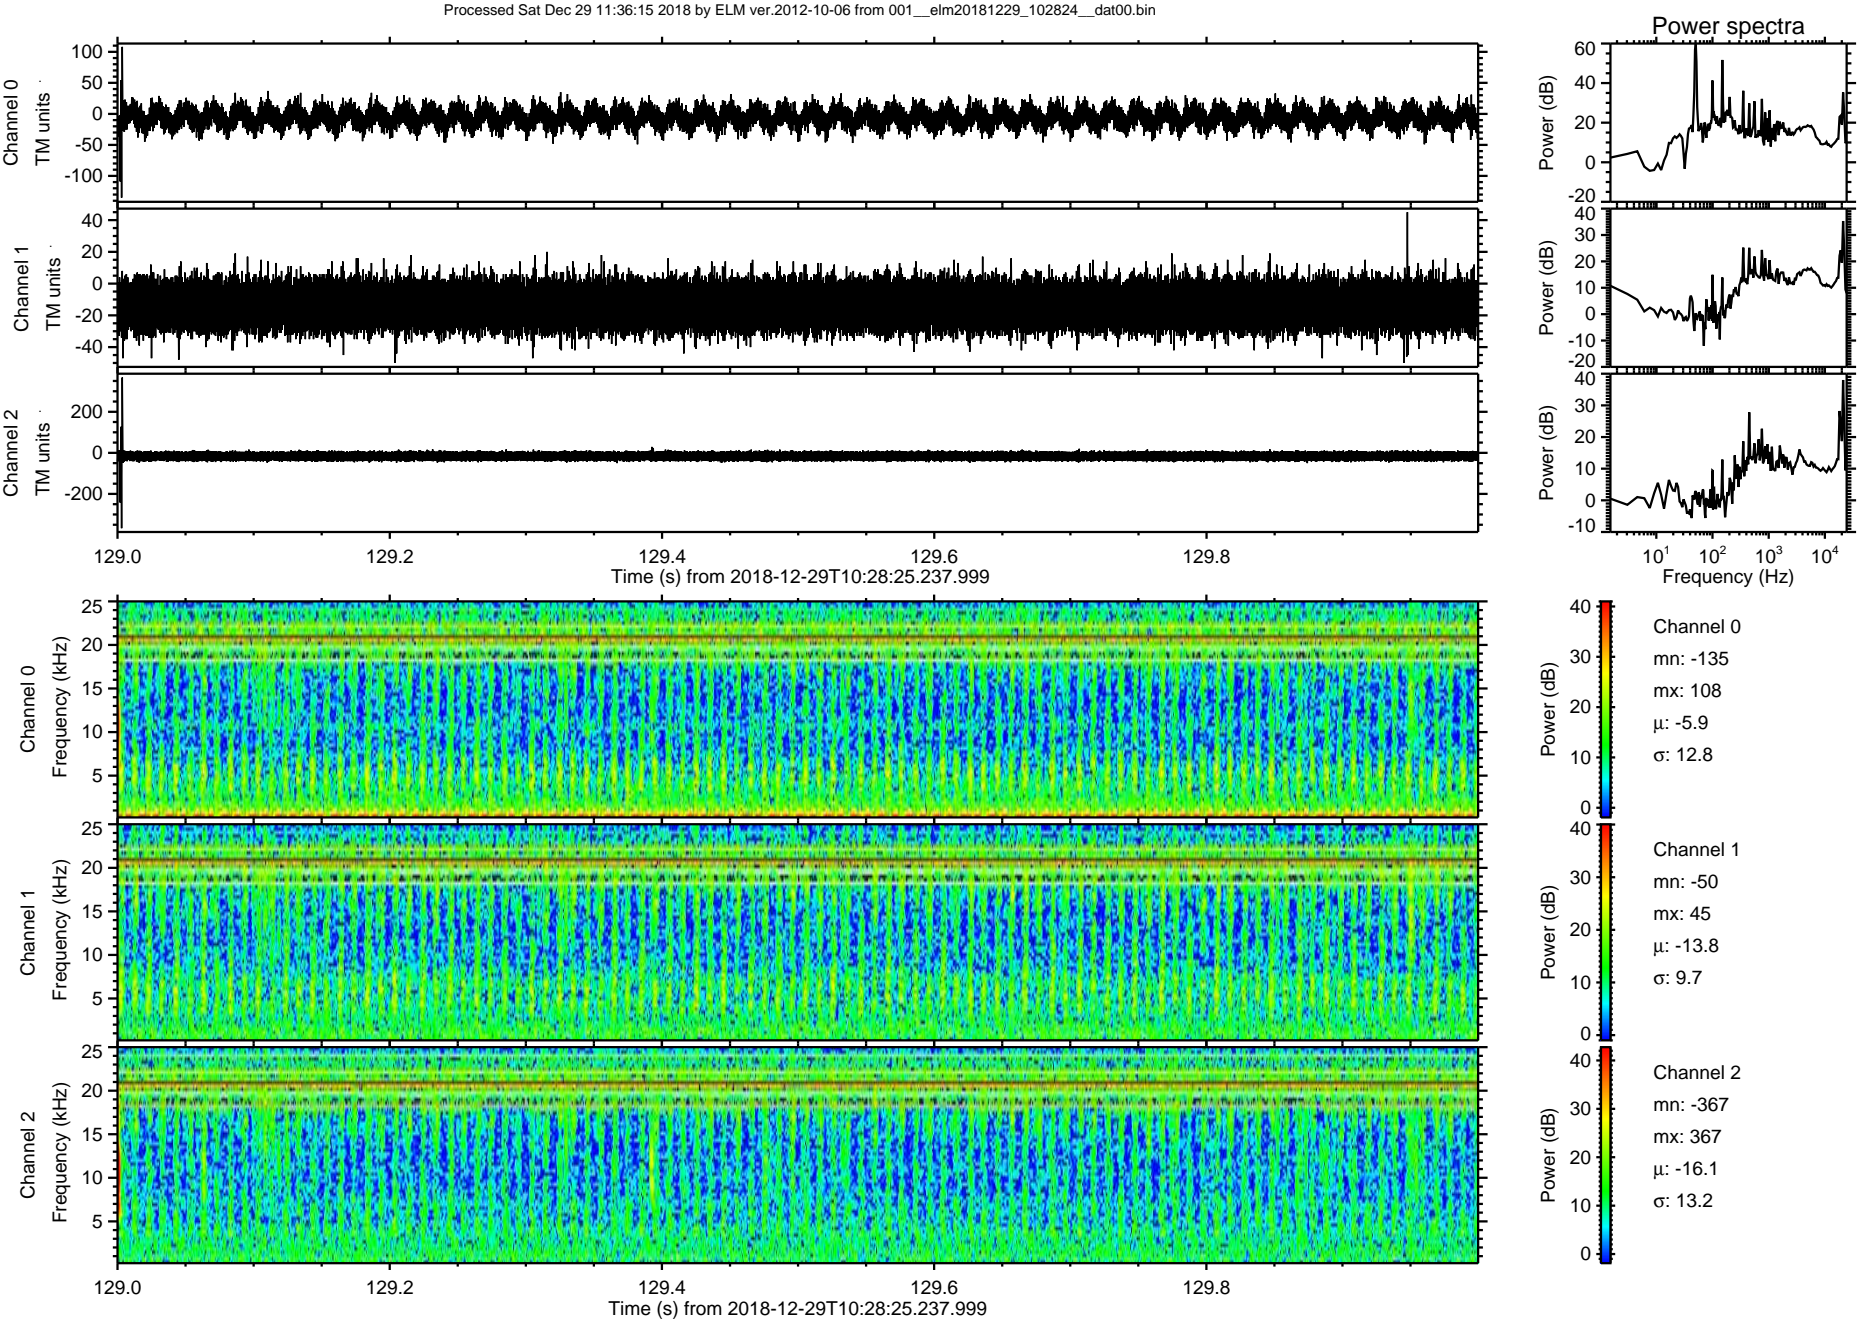 Processed Sat Dec 29 11:36:15 2018 by ELM ver.2012-10-06 from 001__elm20181229_102824__dat00.bin
Power spectra
Channel 0
TM units
100
50
0
-50
-100
Power (dB)
60
40
20
0
-20
Channel 1
TM units
40
20
0
-20
-40
Power (dB)
40
30
20
10
0
-10
-20
Channel 2
TM units
200
0
-200
Power (dB)
40
30
20
10
0
-10
129.0 129.2 129.4 129.6 129.8
Time (s) from 2018-12-29T10:28:25.237.999
10¹ 10² 10³ 10⁴
Frequency (Hz)
Channel 0
Frequency (kHz)
25
20
15
10
5
Power (dB)
40
30
20
10
0
Channel 0
mn: -135
mx: 108
μ: -5.9
σ: 12.8
Channel 1
Frequency (kHz)
25
20
15
10
5
Power (dB)
40
30
20
10
0
Channel 1
mn: -50
mx: 45
μ: -13.8
σ: 9.7
Channel 2
Frequency (kHz)
25
20
15
10
5
Power (dB)
40
30
20
10
0
Channel 2
mn: -367
mx: 367
μ: -16.1
σ: 13.2
129.0 129.2 129.4 129.6 129.8
Time (s) from 2018-12-29T10:28:25.237.999